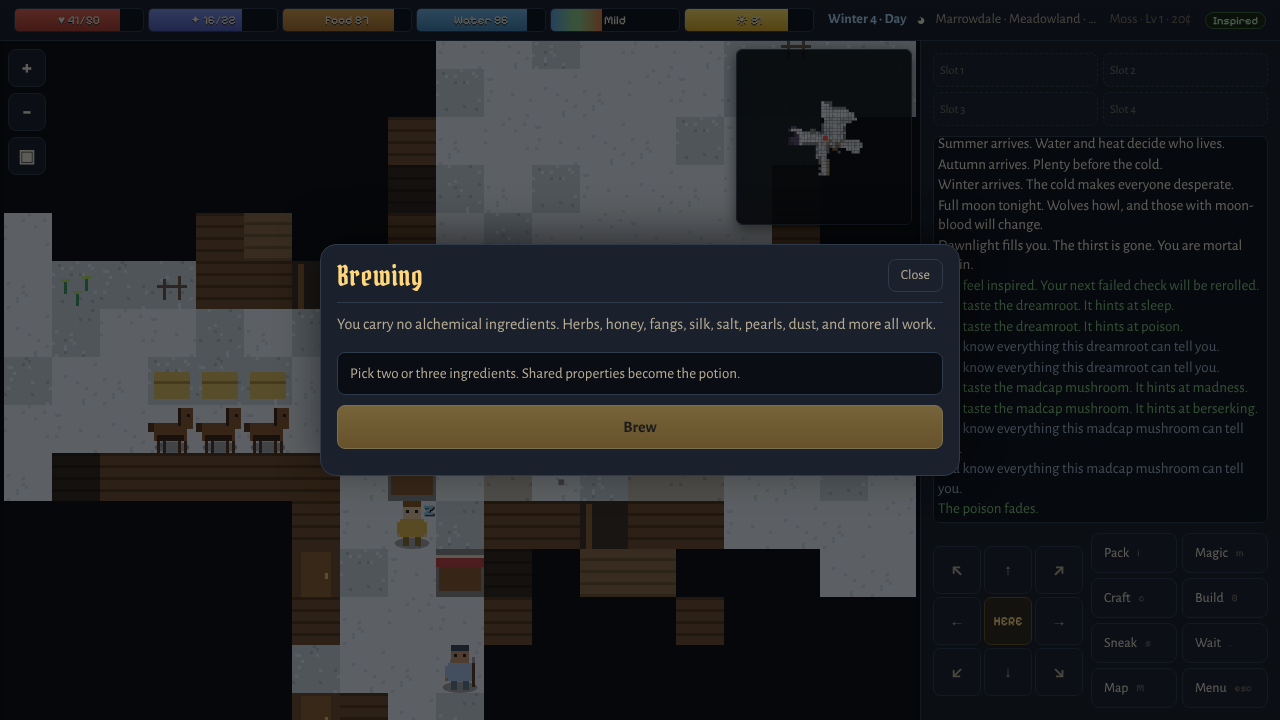 ♥ 41/80
✦ 16/22
Food 87
Water 96
Mild
☀ 81
Winter 4 · Day
Marrowdale · Meadowland · ...
Moss · Lv 1 · 20¢
Inspired
+
-
Slot 1
Slot 2
Slot 3
Slot 4
Summer arrives. Water and heat decide who lives.
Autumn arrives. Plenty before the cold.
Winter arrives. The cold makes everyone desperate.
Full moon tonight. Wolves howl, and those with moon-
blood will change.
Dawnlight fills you. The thirst is gone. You are mortal
in.
feel inspired. Your next failed check will be rerolled.
taste the dreamroot. It hints at sleep.
taste the dreamroot. It hints at poison.
know everything this dreamroot can tell you.
know everything this dreamroot can tell you.
taste the madcap mushroom. It hints at madness.
taste the madcap mushroom. It hints at berserking.
know everything this madcap mushroom can tell
know everything this madcap mushroom can tell
you.
The poison fades.
Brewing
Close
You carry no alchemical ingredients. Herbs, honey, fangs, silk, salt, pearls, dust, and more all work.
Pick two or three ingredients. Shared properties become the potion.
Brew
Z
↖ ↑ ↗
← HERE →
↙ ↓ ↘
Pack i
Magic m
Craft c
Build B
Sneak s
Wait .
Map M
Menu esc